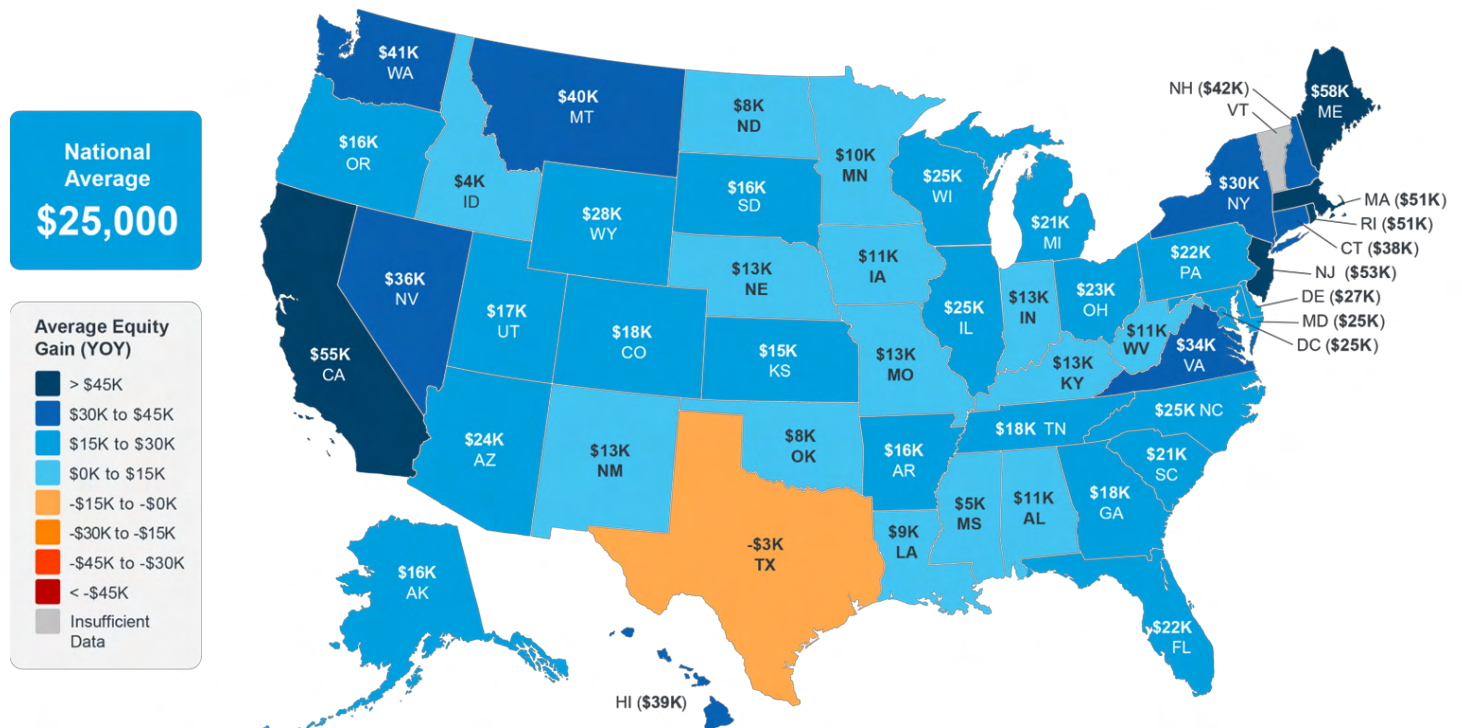 National
Average
$25,000
Average Equity
Gain (YOY)
> $45K
$30K to $45K
$15K to $30K
$0K to $15K
-$15K to -$0K
-$30K to -$15K
-$45K to -$30K
< -$45K
Insufficient
Data
$41K
WA
$40K
MT
$8K
ND
$10K
MN
$16K
OR
$4K
ID
$28K
WY
$16K
SD
$25K
WI
$21K
MI
NH ($42K)
VT
$58K
ME
$30K
NY
MA ($51K)
RI ($51K)
CT ($38K)
NJ ($53K)
DE ($27K)
MD ($25K)
DC ($25K)
$22K
PA
$36K
NV
$17K
UT
$18K
CO
$13K
NE
$11K
IA
$25K
IL
$13K
IN
$23K
OH
$11K
WV
$34K
VA
$55K
CA
$15K
KS
$13K
MO
$13K
KY
$25K NC
$18K TN
$21K
SC
$24K
AZ
$13K
NM
$8K
OK
$16K
AR
$5K
MS
$11K
AL
$18K
GA
-$3K
TX
$9K
LA
$22K
FL
$16K
AK
HI ($39K)